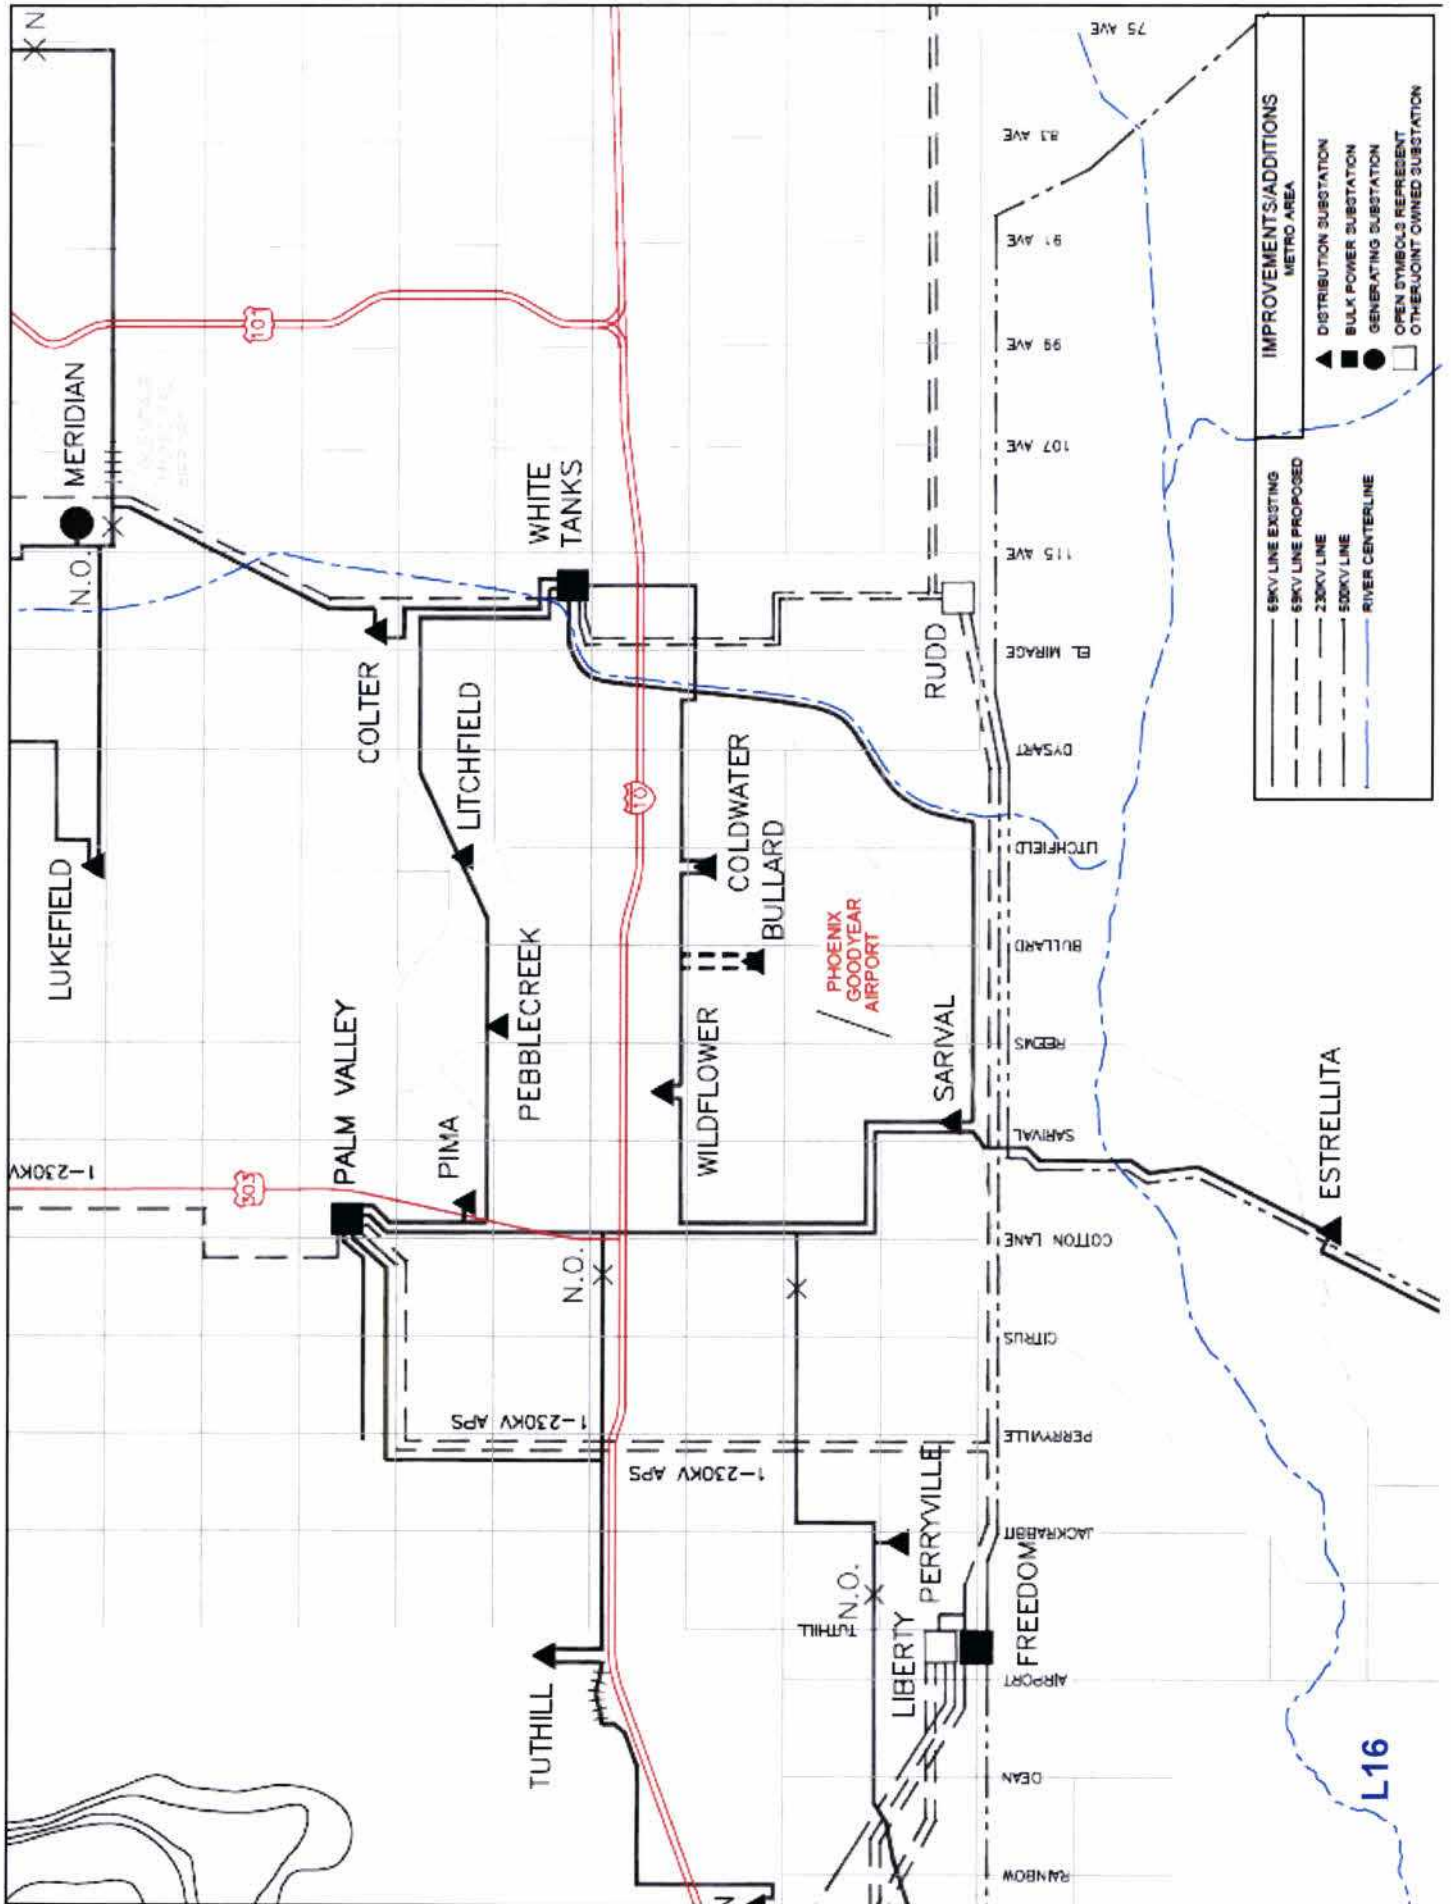 N
N.O.
MERIDIAN
101
LUKEFIELD
COLTER
WHITE
TANKS
LITCHFIELD
PALM VALLEY
1-230KV
303
PIMA
PEBBLECREEK
10
COLDWATER
BULLARD
WILDFLOWER
PHOENIX
GOODYEAR
AIRPORT
SARIVAL
RUDD
N.O.
1-230KV APS
1-230KV APS
TUTHILL
TUTHILL
N.O.
LIBERTY
PERRYVILLE
FREEDOM
ESTRELLITA
N
75 AVE
83 AVE
91 AVE
99 AVE
107 AVE
115 AVE
EL MIRAGE
DYSART
LITCHFIELD
BULLARD
REEMS
SARIVAL
COTTON LANE
CITRUS
PERRYVILLE
JACKRABBIT
AIRPORT
DEAN
RAINBOW
L16
IMPROVEMENTS/ADDITIONS
METRO AREA
69KV LINE EXISTING
69KV LINE PROPOSED
230KV LINE
500KV LINE
RIVER CENTERLINE
DISTRIBUTION SUBSTATION
BULK POWER SUBSTATION
GENERATING SUBSTATION
OPEN SYMBOLS REPRESENT
OTHER/JOINT OWNED SUBSTATION